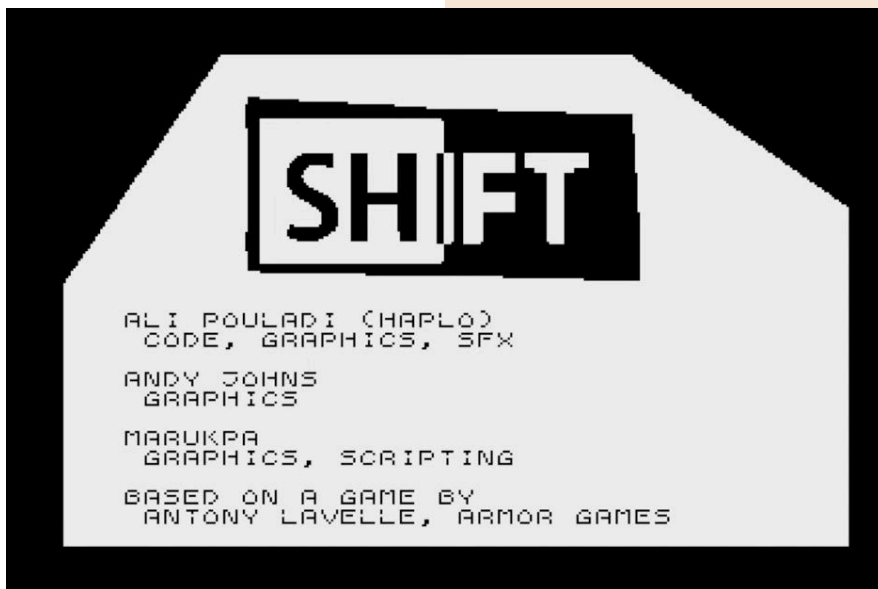 SHIFT
ALI POULADI (HAPLO)
CODE, GRAPHICS, SFX
ANDY JOHNS
GRAPHICS
MARUKPA
GRAPHICS, SCRIPTING
BASED ON A GAME BY
ANTONY LAVELLE, ARMOR GAMES